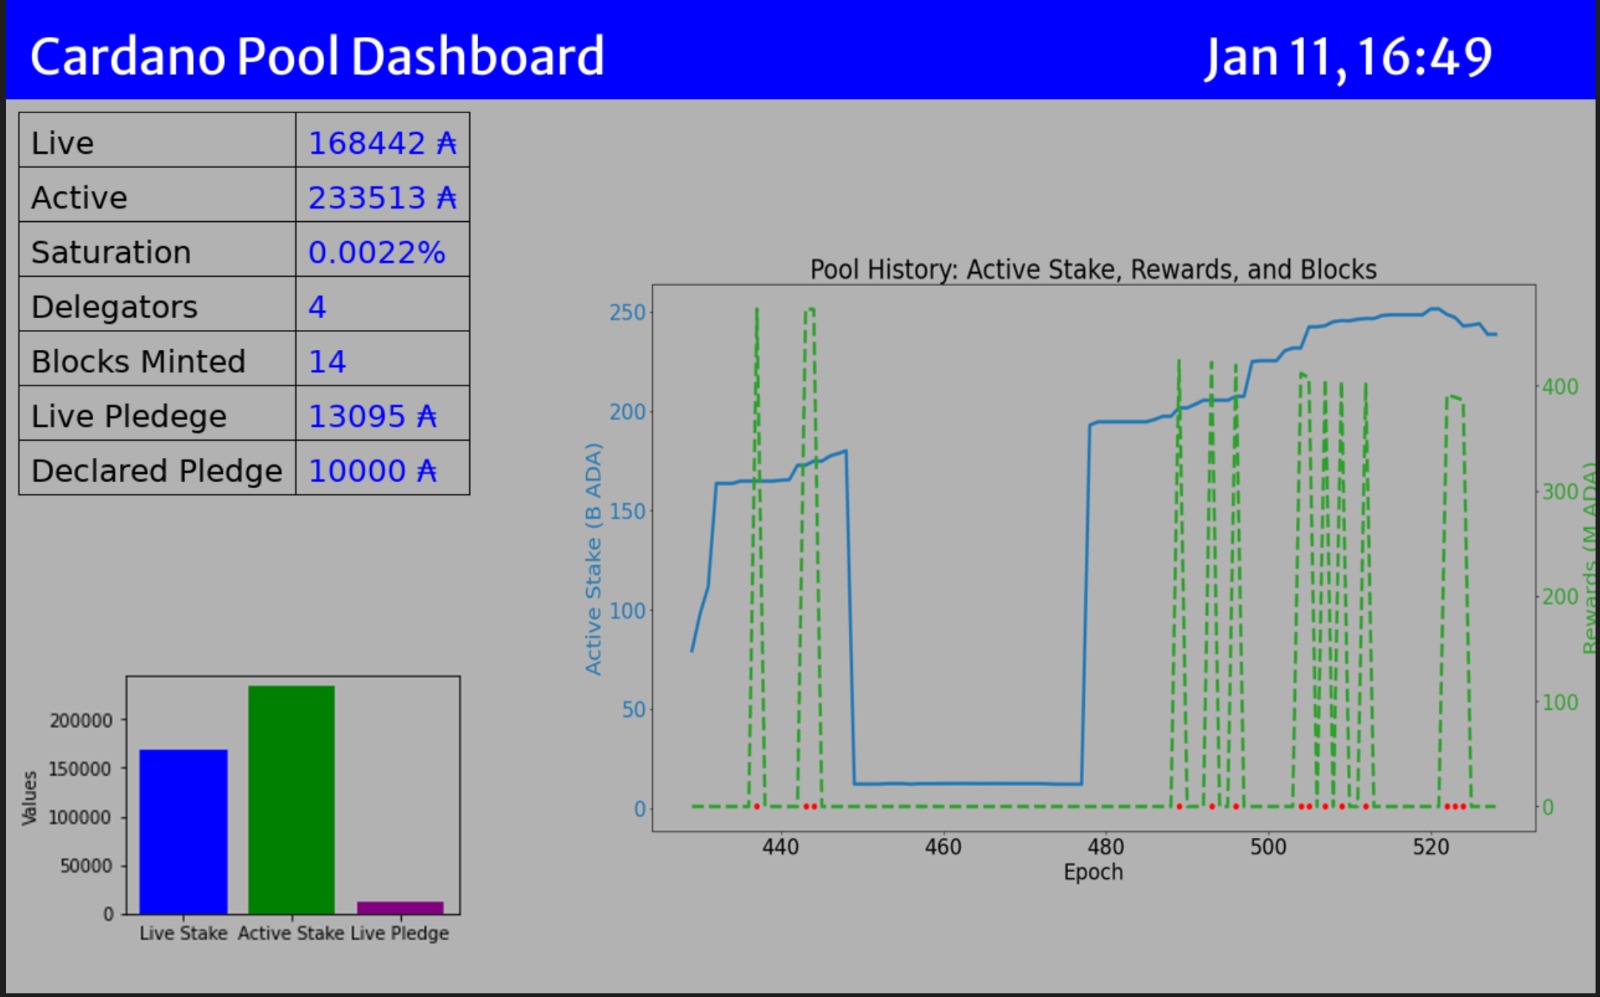 Cardano Pool Dashboard
Jan 11, 16:49
Live 168442 ₳
Active 233513 ₳
Saturation 0.0022%
Delegators 4
Blocks Minted 14
Live Pledege 13095 ₳
Declared Pledge 10000 ₳
Pool History: Active Stake, Rewards, and Blocks
Active Stake (B ADA)
250
200
150
100
50
0
Rewards (M ADA)
400
300
200
100
0
440 460 480 500 520
Epoch
Values
200000
150000
100000
50000
0
Live Stake Active Stake Live Pledge